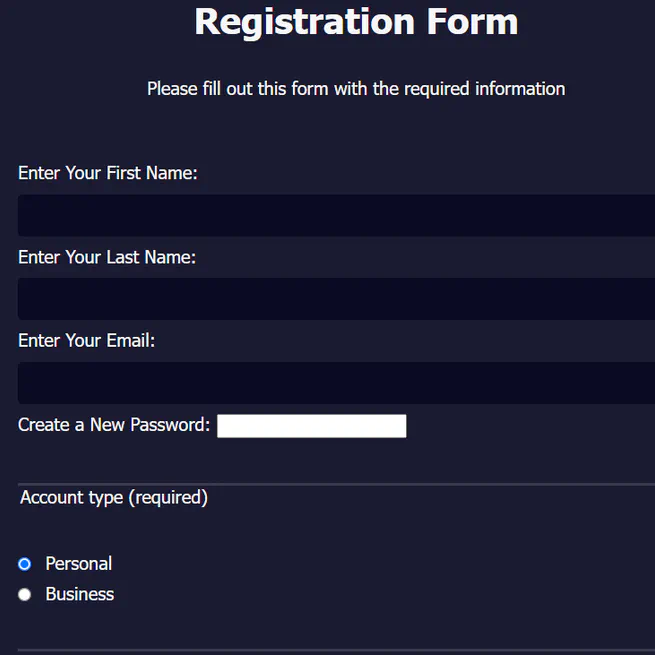 Registration Form
Please fill out this form with the required information
Enter Your First Name:
Enter Your Last Name:
Enter Your Email:
Create a New Password:
Account type (required)
Personal
Business